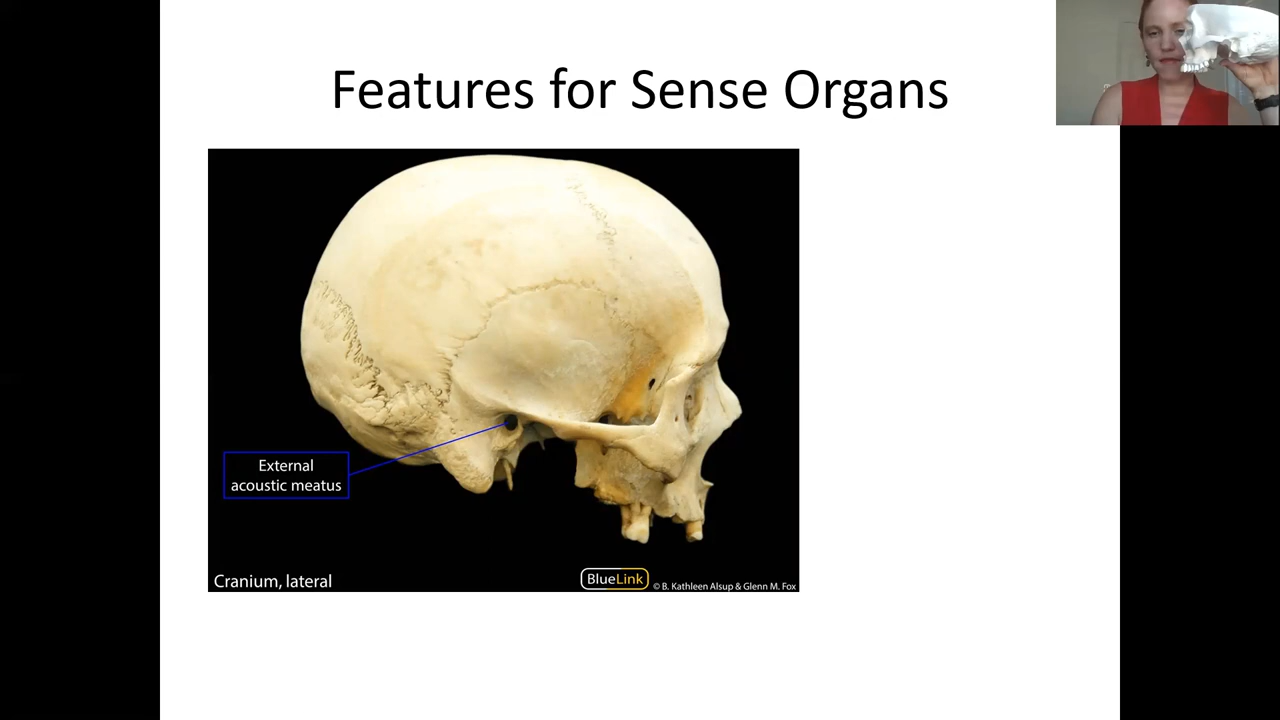 Features for Sense Organs
External
acoustic meatus
Cranium, lateral
BlueLink
© B. Kathleen Alsup & Glenn M. Fox